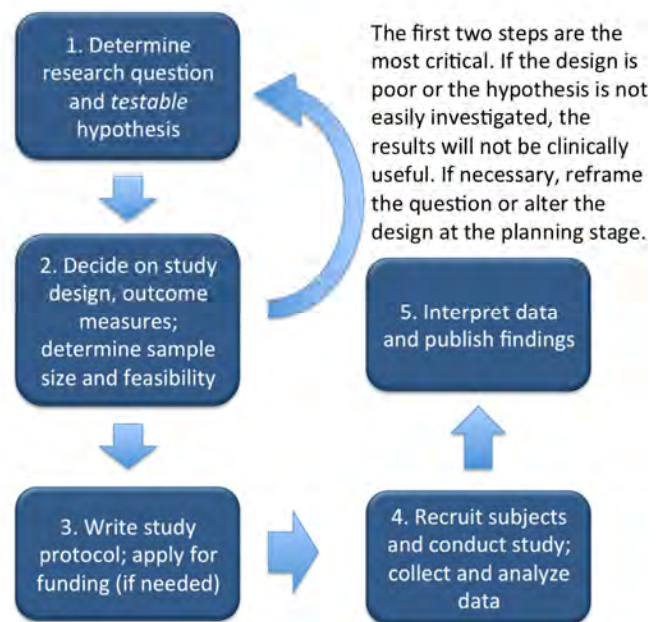 1. Determine
research question
and testable
hypothesis
The first two steps are the
most critical. If the design is
poor or the hypothesis is not
easily investigated, the
results will not be clinically
useful. If necessary, reframe
the question or alter the
design at the planning stage.
2. Decide on study
design, outcome
measures;
determine sample
size and feasibility
3. Write study
protocol; apply for
funding (if needed)
4. Recruit subjects
and conduct study;
collect and analyze
data
5. Interpret data
and publish findings